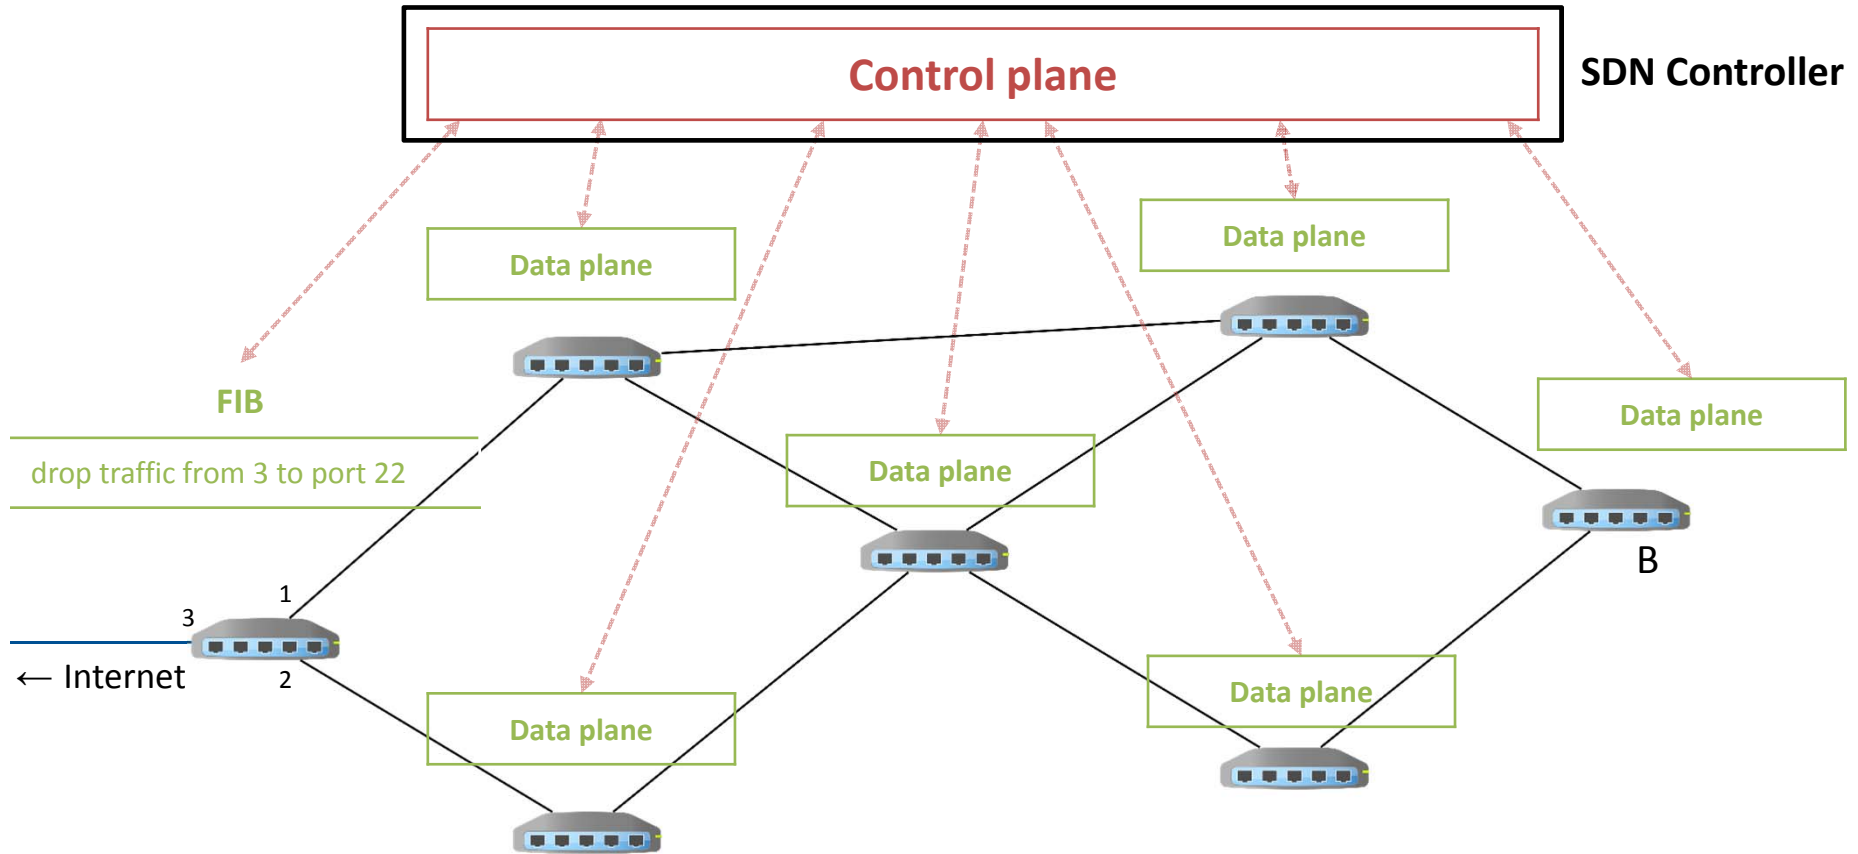 Control plane
SDN Controller
Data plane
Data plane
FIB
Data plane
drop traffic from 3 to port 22
Data plane
B
1
3
← Internet
2
Data plane
Data plane